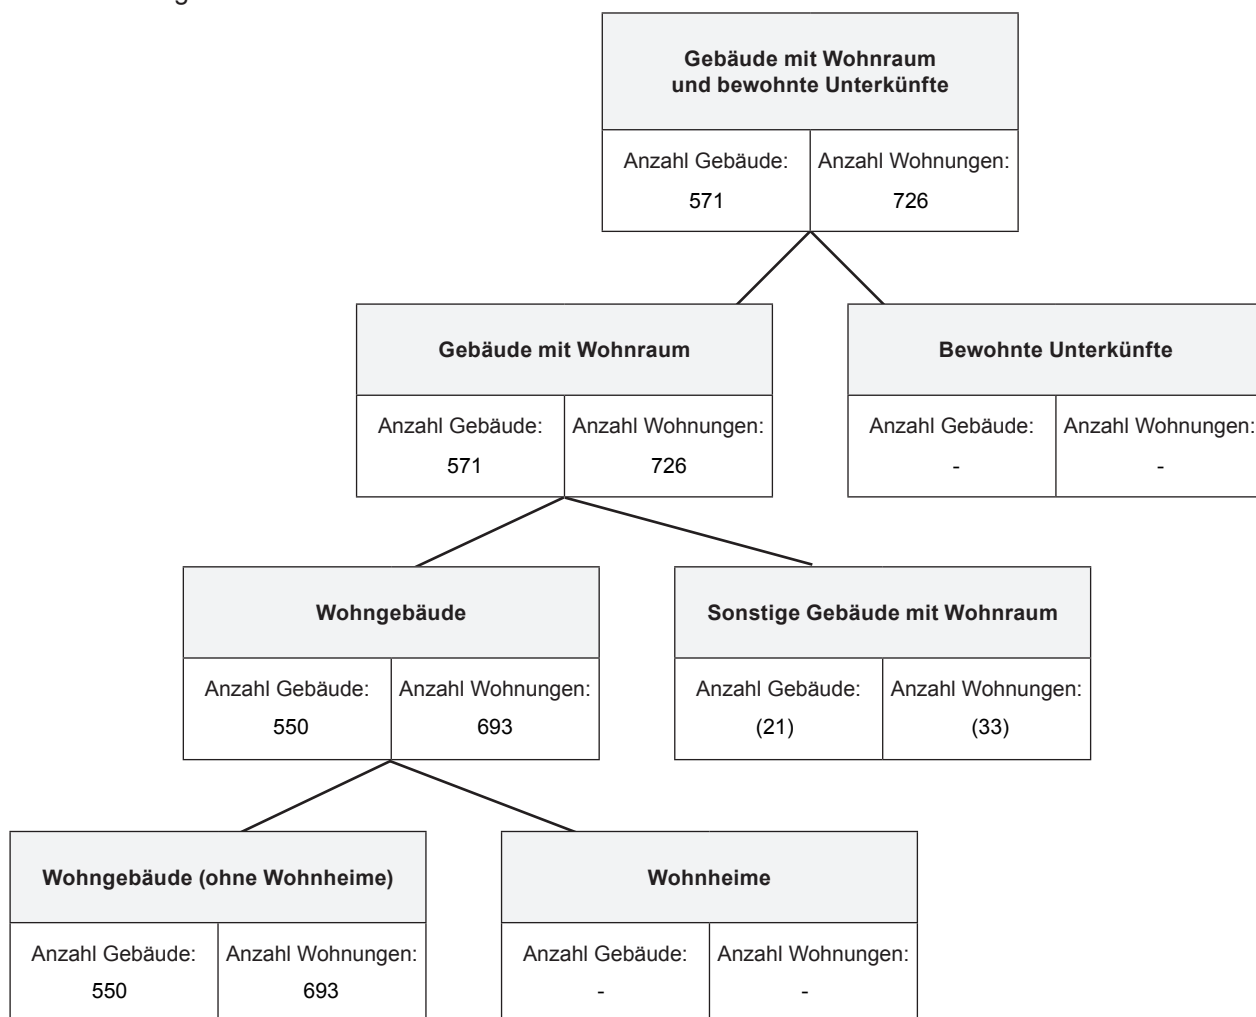 Gebäude mit Wohnraum
und bewohnte Unterkünfte
Anzahl Gebäude: Anzahl Wohnungen:
571 726
Gebäude mit Wohnraum
Bewohnte Unterkünfte
Anzahl Gebäude: Anzahl Wohnungen:
571 726
Anzahl Gebäude: Anzahl Wohnungen:
- -
Wohngebäude
Sonstige Gebäude mit Wohnraum
Anzahl Gebäude: Anzahl Wohnungen:
550 693
Anzahl Gebäude: Anzahl Wohnungen:
(21) (33)
Wohngebäude (ohne Wohnheime)
Wohnheime
Anzahl Gebäude: Anzahl Wohnungen:
550 693
Anzahl Gebäude: Anzahl Wohnungen:
- -